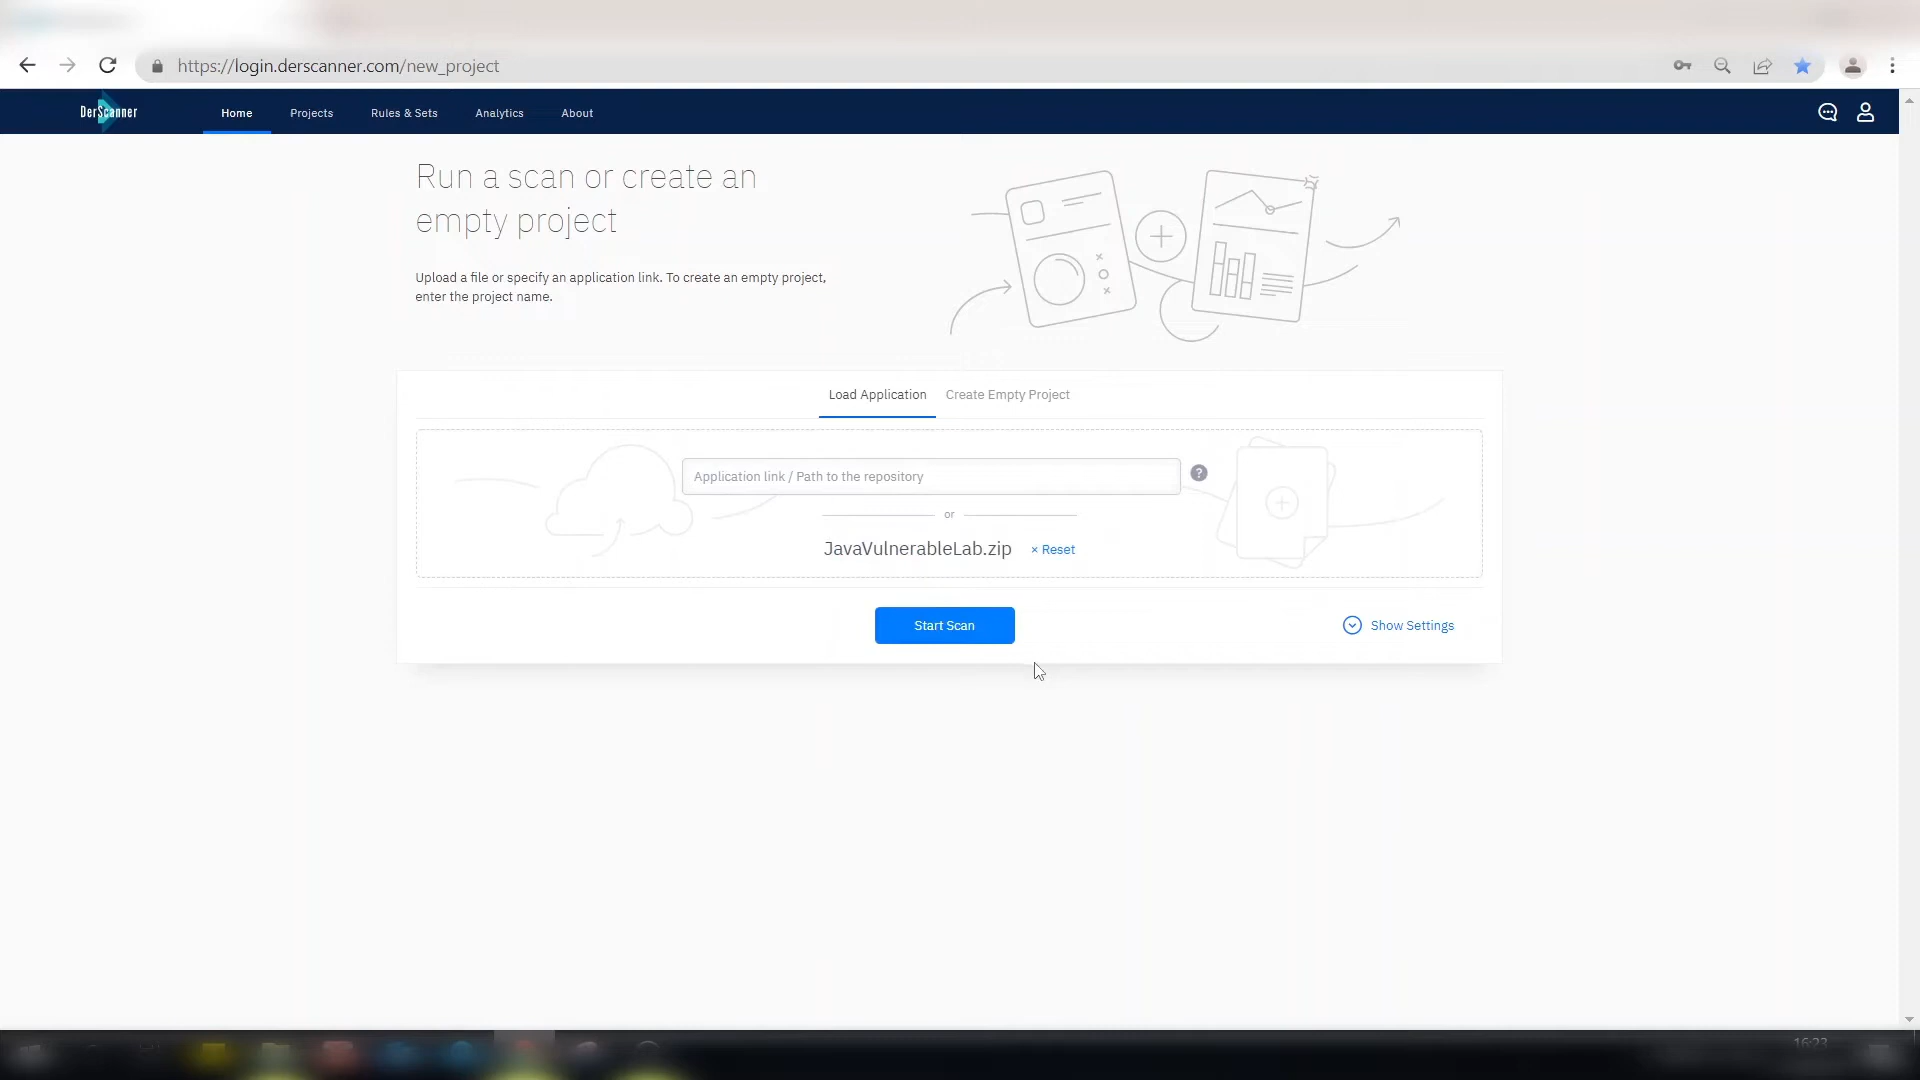 https://login.derscanner.com/new_project
DerScanner
Home
Projects
Rules & Sets
Analytics
About
Run a scan or create an
empty project
Upload a file or specify an application link. To create an empty project,
enter the project name.
Load Application
Create Empty Project
Application link / Path to the repository
?
or
JavaVulnerableLab.zip
× Reset
Start Scan
Show Settings
16:23